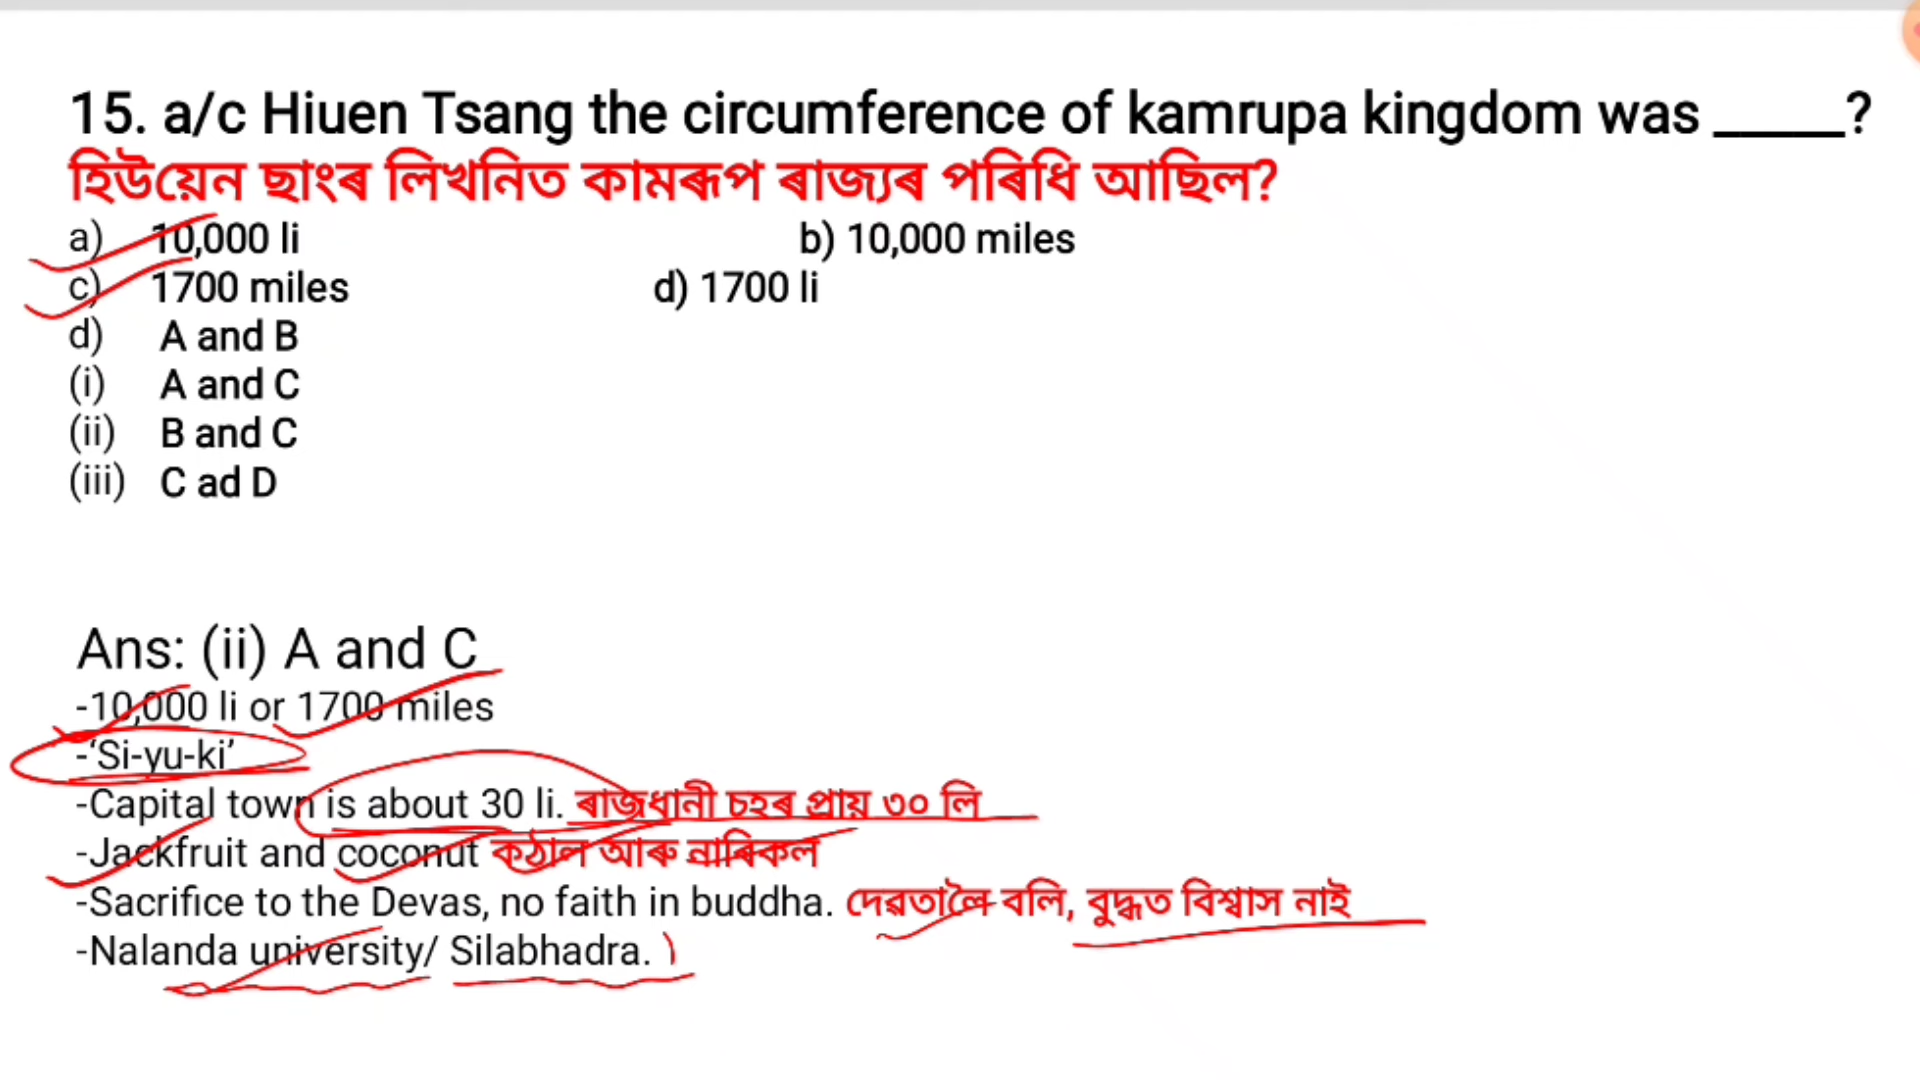 15. a/c Hiuen Tsang the circumference of kamrupa kingdom was _____?
হিউয়েন ছাংৰ লিখনিত কামৰূপ ৰাজ্যৰ পৰিধি আছিল?
a) 10,000 li b) 10,000 miles
c) 1700 miles d) 1700 li
d) A and B
(i) A and C
(ii) B and C
(iii) C ad D
Ans: (ii) A and C
-10,000 li or 1700 miles
-‘Si-yu-ki’
-Capital town is about 30 li. ৰাজধানী চহৰ প্ৰায় ৩০ লি
-Jackfruit and coconut কঠাল আৰু নাৰিকল
-Sacrifice to the Devas, no faith in buddha. দেৱতালৈ বলি, বুদ্ধত বিশ্বাস নাই
-Nalanda university/ Silabhadra.